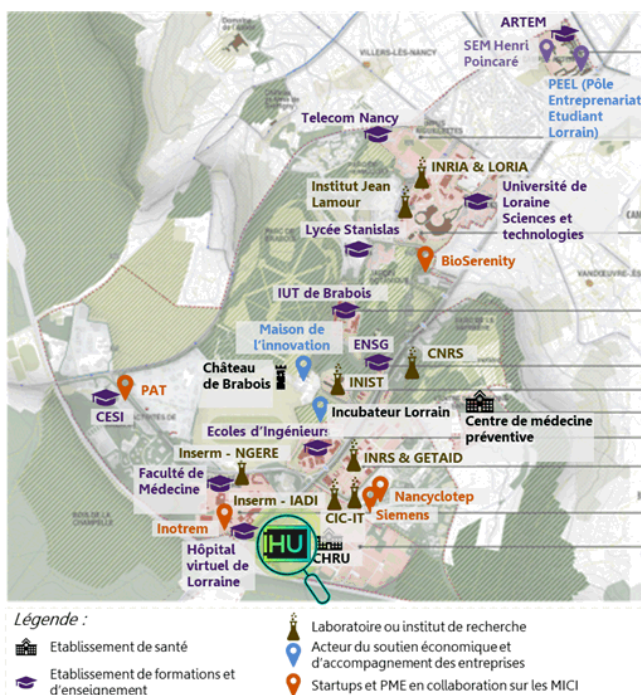 ARTEM
SEM Henri
Poincaré
VILLERS-LÈS-NANCY
PEEL (Pôle
Entreprenariat
Etudiant
Lorrain)
Telecom Nancy
INRIA & LORIA
Institut Jean
Lamour
Université de
Loraine
Sciences et
technologies
Lycée Stanislas
BioSerenity
IUT de Brabois
Maison de
l'innovation
ENSG
CNRS
Château
de Brabois
INIST
PAT
CESI
Incubateur Lorrain
Centre de médecine
préventive
Ecoles d'Ingénieurs
Inserm - NGERE
INRS & GETAID
Faculté de
Médecine
Inserm - IADI
Nancyclotep
CIC-IT
Siemens
Inotrem
Hôpital
virtuel de
Lorraine
IHU
CHRU
Légende :
Etablissement de santé
Etablissement de formations et
d'enseignement
Laboratoire ou institut de recherche
Acteur du soutien économique et
d'accompagnement des entreprises
Startups et PME en collaboration sur les MICI